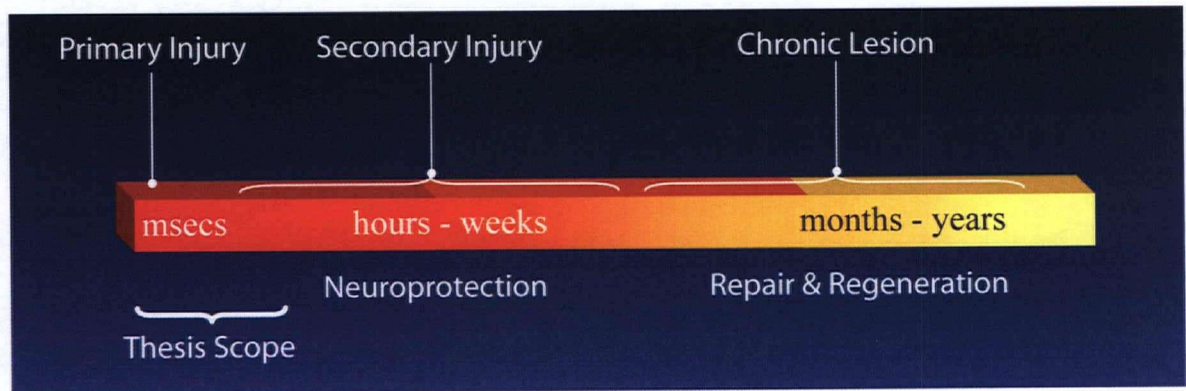 Primary Injury
Secondary Injury
Chronic Lesion
msecs
hours - weeks
months - years
Neuroprotection
Repair & Regeneration
Thesis Scope